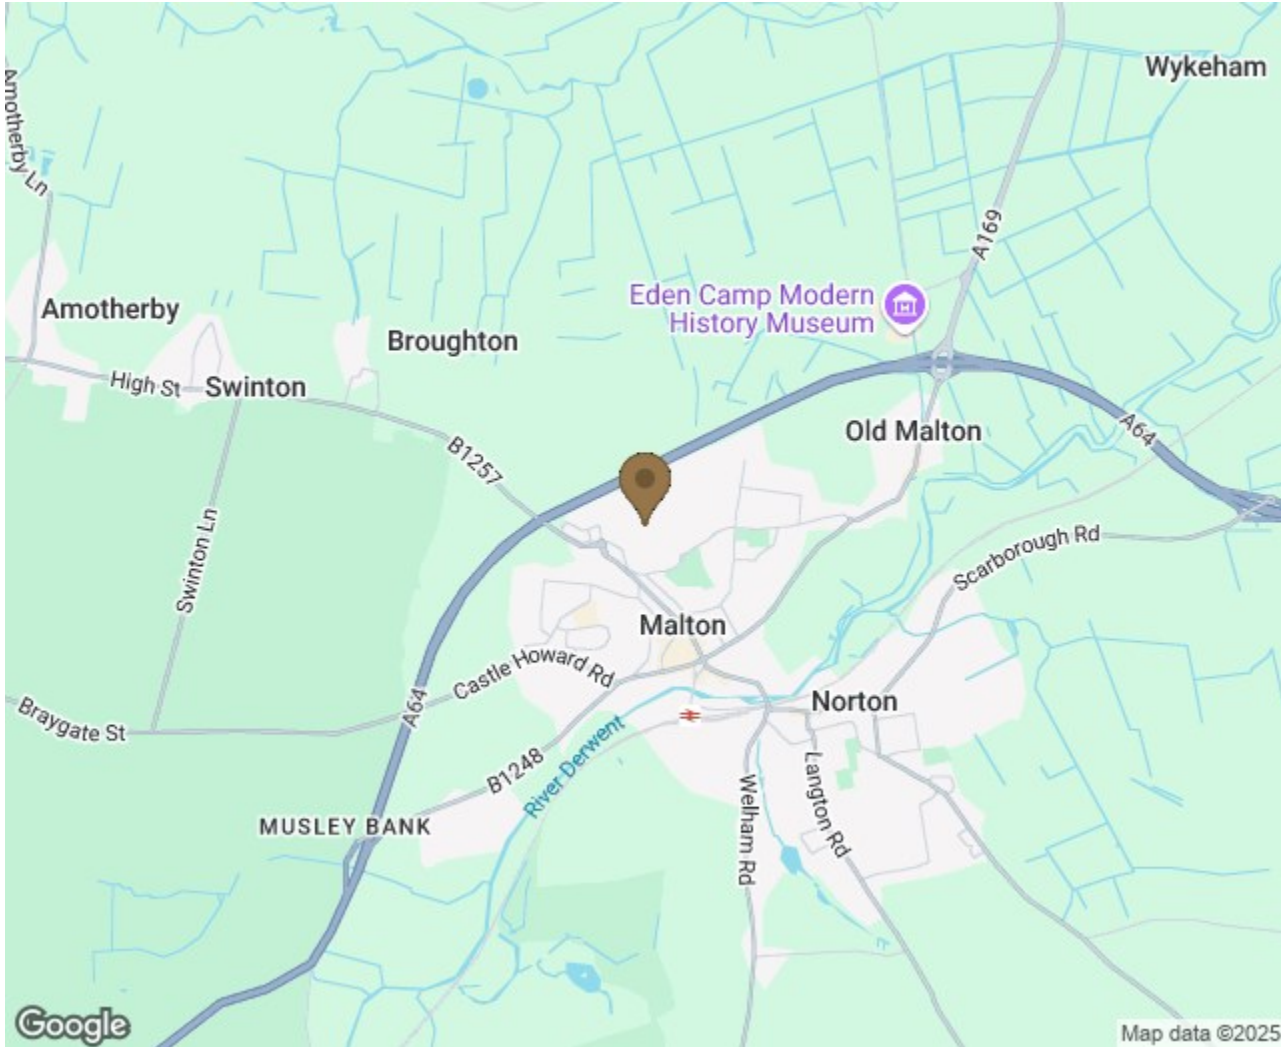 Wykeham
Amotherby Ln
A169
Eden Camp Modern
History Museum
Amotherby
Broughton
High St
Swinton
Old Malton
A64
B1257
Swinton Ln
Scarborough Rd
Malton
Castle Howard Rd
Norton
A64
Braygate St
River Derwent
B1248
Langton Rd
Welham Rd
MUSLEY BANK
Google
Map data ©2025